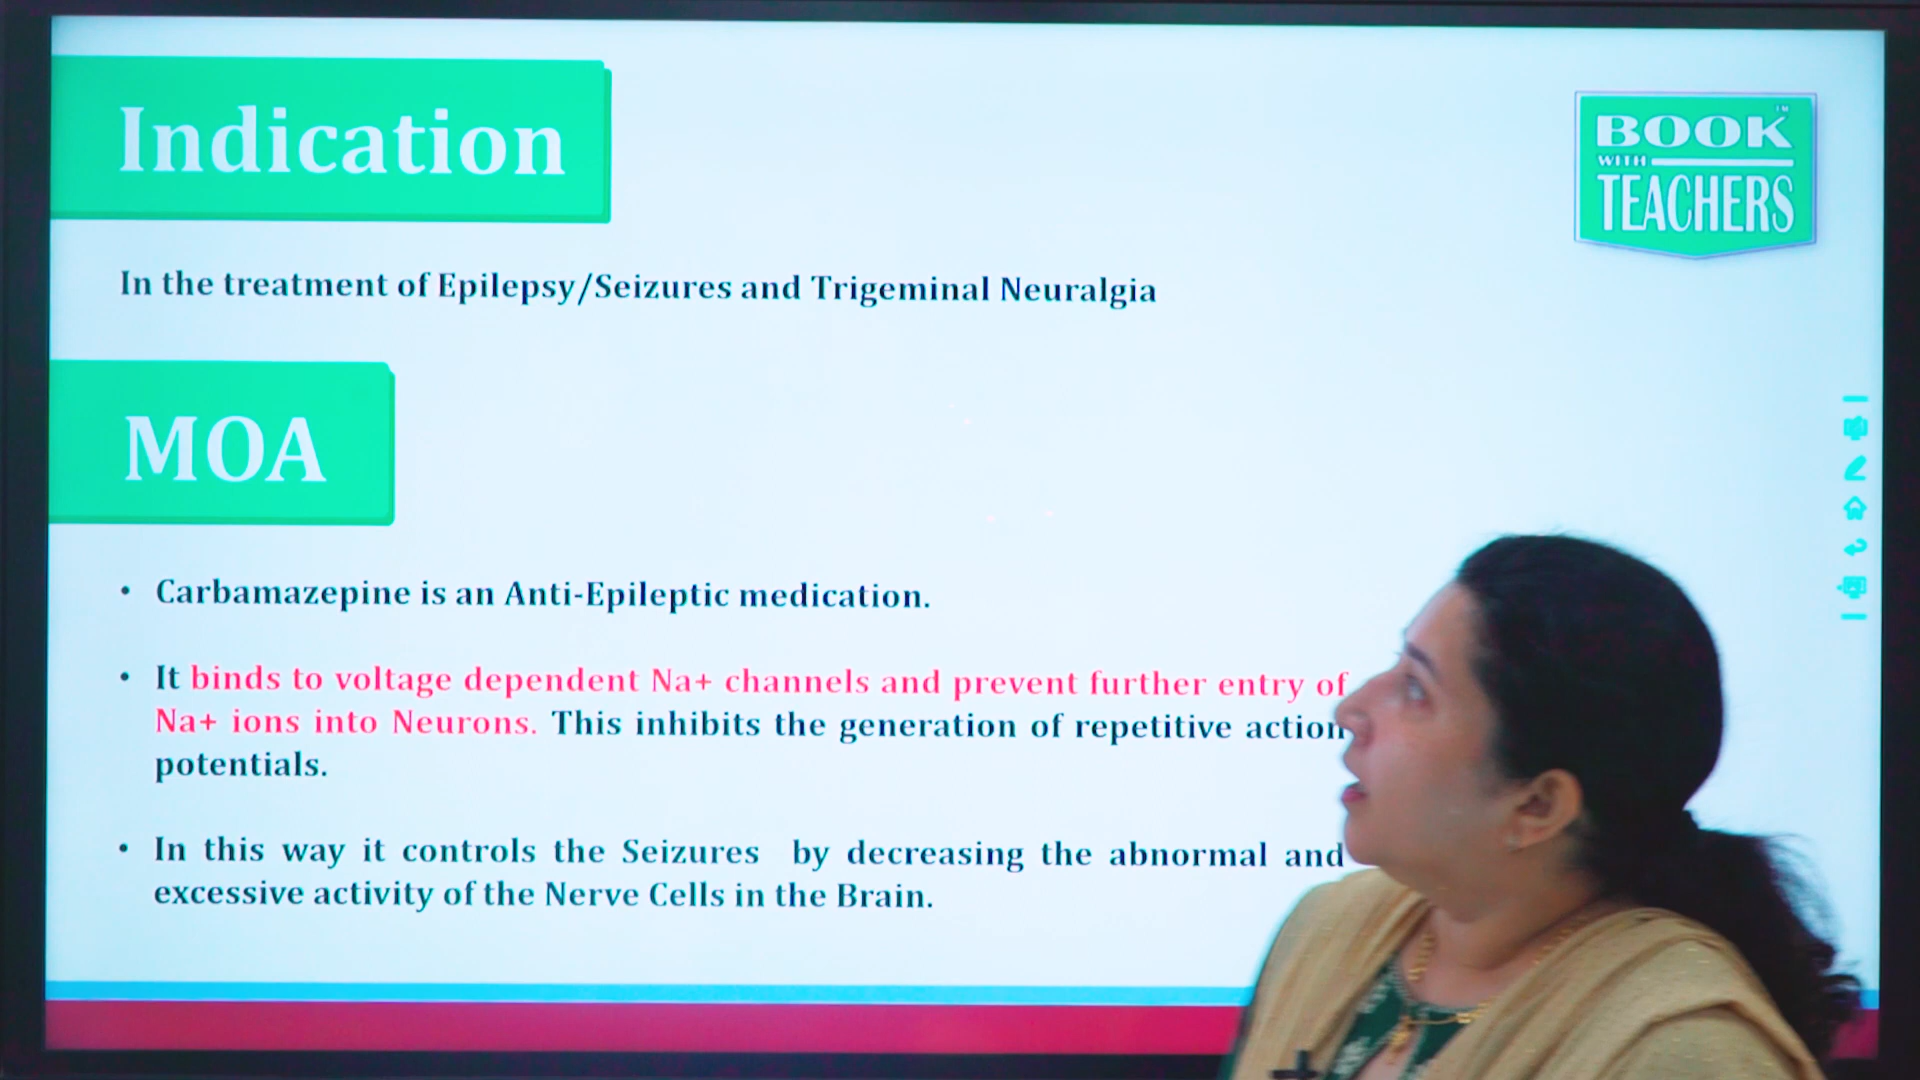 Indication
BOOK
TM
WITH
TEACHERS
In the treatment of Epilepsy/Seizures and Trigeminal Neuralgia
MOA
• Carbamazepine is an Anti-Epileptic medication.
• It binds to voltage dependent Na+ channels and prevent further entry of
Na+ ions into Neurons. This inhibits the generation of repetitive action
potentials.
• In this way it controls the Seizures by decreasing the abnormal and
excessive activity of the Nerve Cells in the Brain.